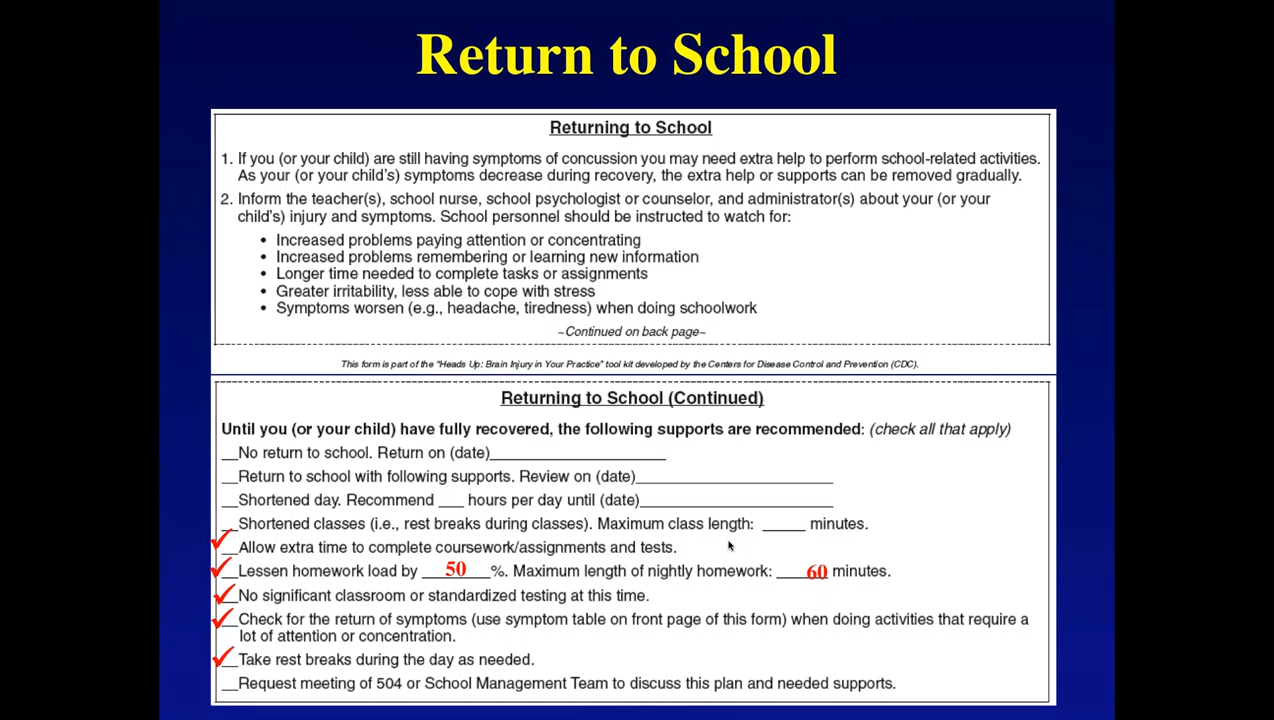 Return to School
Returning to School
1. If you (or your child) are still having symptoms of concussion you may need extra help to perform school-related activities.
As your (or your child's) symptoms decrease during recovery, the extra help or supports can be removed gradually.
2. Inform the teacher(s), school nurse, school psychologist or counselor, and administrator(s) about your (or your
child's) injury and symptoms. School personnel should be instructed to watch for:
• Increased problems paying attention or concentrating
• Increased problems remembering or learning new information
• Longer time needed to complete tasks or assignments
• Greater irritability, less able to cope with stress
• Symptoms worsen (e.g., headache, tiredness) when doing schoolwork
~Continued on back page~
This form is part of the "Heads Up: Brain Injury in Your Practice" tool kit developed by the Centers for Disease Control and Prevention (CDC).
Returning to School (Continued)
Until you (or your child) have fully recovered, the following supports are recommended: (check all that apply)
__No return to school. Return on (date)____________________
__Return to school with following supports. Review on (date)______________________
__Shortened day. Recommend ___ hours per day until (date)______________________
__Shortened classes (i.e., rest breaks during classes). Maximum class length: _____ minutes.
✓__Allow extra time to complete coursework/assignments and tests.
✓__Lessen homework load by ___50___%. Maximum length of nightly homework: ___60 minutes.
✓__No significant classroom or standardized testing at this time.
✓__Check for the return of symptoms (use symptom table on front page of this form) when doing activities that require a
lot of attention or concentration.
✓__Take rest breaks during the day as needed.
__Request meeting of 504 or School Management Team to discuss this plan and needed supports.